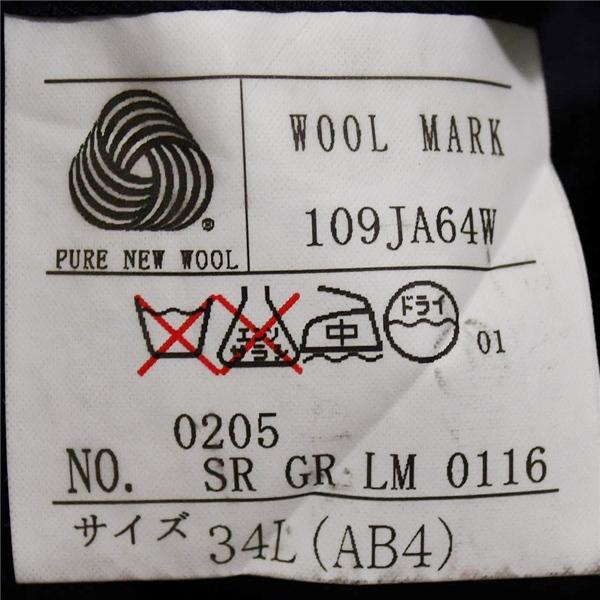 WOOL MARK
109JA64W
®
PURE NEW WOOL
エンソ
サラシ
中
ドライ
01
0205
NO. SR GR LM 0116
サイズ 34L(AB4)